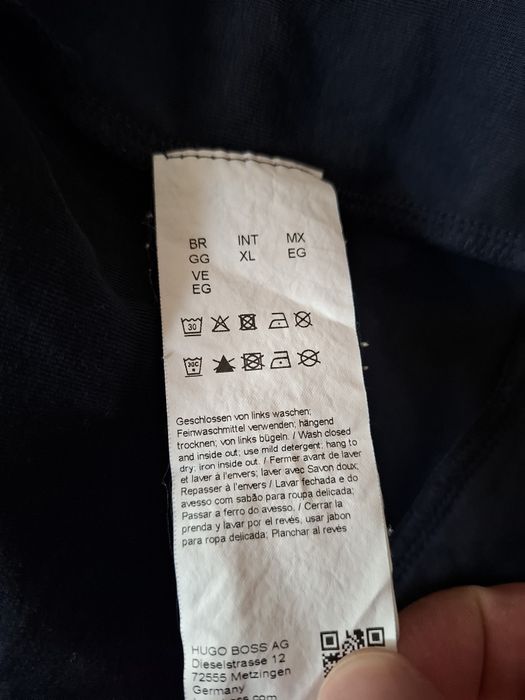 BR INT MX
GG XL EG
VE
EG
30
30C
Geschlossen von links waschen;
Feinwaschmittel verwenden; hängend
trocknen; von links bügeln. / Wash closed
and inside out; use mild detergent; hang to
dry; iron inside out. / Fermer avant de laver
et laver à l'envers; laver avec Savon doux;
Repasser à l'envers / Lavar fechada e do
avesso com sabão para roupa delicada;
Passar a ferro do avesso. / Cerrar la
prenda y lavar por el revés, usar jabon
para ropa delicada; Planchar al revés
HUGO BOSS AG
Dieselstrasse 12
72555 Metzingen
Germany